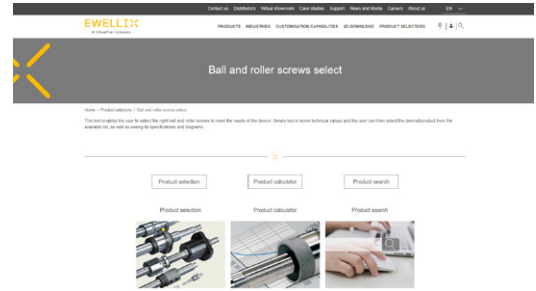 Contact us Distributors Virtual showroom Case studies Support News and Media Careers About us EN
EWELLIX
A Schaeffler Company
PRODUCTS INDUSTRIES CUSTOMISATION CAPABILITIES 3D DOWNLOAD PRODUCT SELECTORS
Ball and roller screws select
Home / Product selectors / Ball and roller screws select
This tool enables the user to select the right ball and roller screws to meet the needs of the device. Simply key in some technical values and the user can then select the desired product from the
available list, as well as seeing its specifications and diagrams.
Product selection Product calculator Product search
Product selection Product calculator Product search